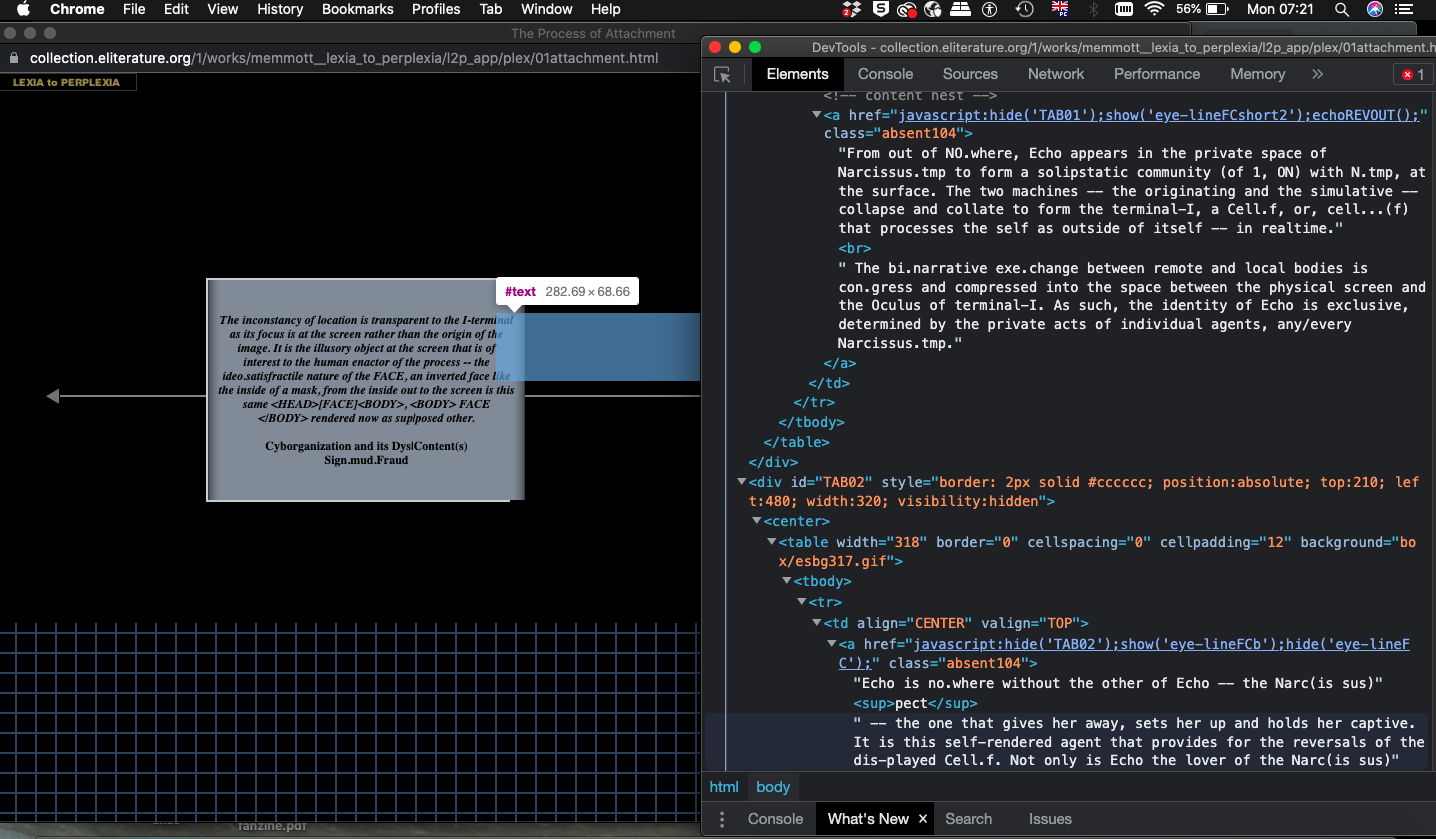 Chrome File Edit View History Bookmarks Profiles Tab Window Help 56% Mon 07:21
The Process of Attachment
collection.eliterature.org/1/works/memmott__lexia_to_perplexia/l2p_app/plex/01attachment.html
LEXIA to PERPLEXIA
#text 282.69 × 68.66
The inconstancy of location is transparent to the I-terminal
as its focus is at the screen rather than the origin of the
image. It is the illusory object at the screen that is of
interest to the human enactor of the process -- the
ideo.satisfractile nature of the FACE, an inverted face like
the inside of a mask, from the inside out to the screen is this
same <HEAD>[FACE]<BODY>, <BODY> FACE
</BODY> rendered now as sup|posed other.
Cyborganization and its Dys|Content(s)
Sign.mud.Fraud
fanzine.pdf
DevTools - collection.eliterature.org/1/works/memmott__lexia_to_perplexia/l2p_app/plex/01attachment.h
Elements Console Sources Network Performance Memory » 1
<!-- content nest -->
<a href="javascript:hide('TAB01');show('eye-lineFCshort2');echoREVOUT();"
class="absent104">
"From out of NO.where, Echo appears in the private space of
Narcissus.tmp to form a solipstatic community (of 1, ON) with N.tmp, at
the surface. The two machines -- the originating and the simulative --
collapse and collate to form the terminal-I, a Cell.f, or, cell...(f)
that processes the self as outside of itself -- in realtime."
<br>
" The bi.narrative exe.change between remote and local bodies is
con.gress and compressed into the space between the physical screen and
the Oculus of terminal-I. As such, the identity of Echo is exclusive,
determined by the private acts of individual agents, any/every
Narcissus.tmp."
</a>
</td>
</tr>
</tbody>
</table>
</div>
<div id="TAB02" style="border: 2px solid #cccccc; position:absolute; top:210; lef
t:480; width:320; visibility:hidden">
<center>
<table width="318" border="0" cellspacing="0" cellpadding="12" background="bo
x/esbg317.gif">
<tbody>
<tr>
<td align="CENTER" valign="TOP">
<a href="javascript:hide('TAB02');show('eye-lineFCb');hide('eye-lineF
C');" class="absent104">
"Echo is no.where without the other of Echo -- the Narc(is sus)"
<sup>pect</sup>
" -- the one that gives her away, sets her up and holds her captive.
It is this self-rendered agent that provides for the reversals of the
dis-played Cell.f. Not only is Echo the lover of the Narc(is sus)"
html body
Console What's New × Search Issues